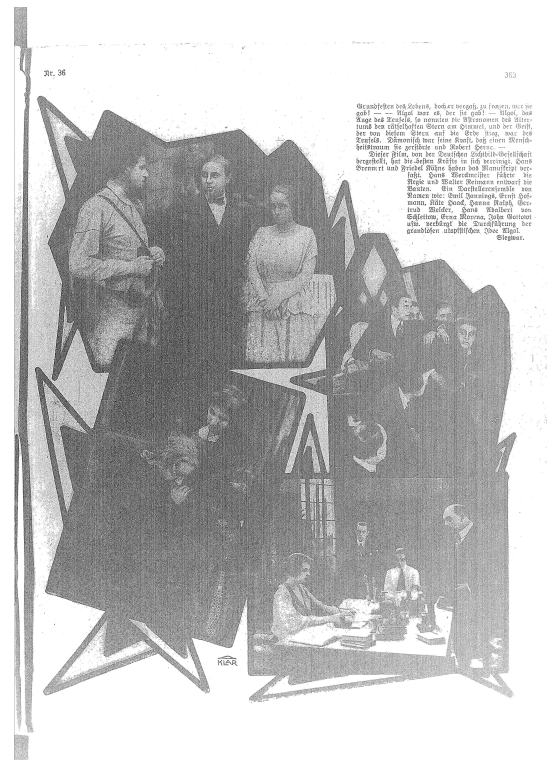 Nr. 36
363
Grundfesten des Lebens, doch er vergaß, zu fragen, wer sie
gab! — — Algol war es, der sie gab! — Algol, das
Auge des Teufels, so nannten die Astronomen des Alter-
tums den rätselhaften Stern am Himmel, und der Geist,
der von diesem Stern auf die Erde stieg, war des
Teufels. Dämonisch war seine Kunst, daß einen Mensch-
heitstraum sie zerstörte und Robert Herne. —
Dieser Film, von der Deutschen Lichtbild-Gesellschaft
hergestellt, hat die besten Kräfte in sich vereinigt. Hans
Brennert und Friedel Köhne haben das Manuskript ver-
faßt. Hans Werckmeister führte die
Regie und Walter Reimann entwarf die
Bauten. Ein Darstellerensemble von
Namen wie: Emil Jannings, Ernst Hof-
mann, Käte Haack, Hanna Ralph, Ger-
trud Welcker, Hans Adalbert von
Schlettow, Erna Morena, John Gottowt
usw. verbürgt die Durchführung der
grandiosen utopistischen Idee Algol.
Siegwar.
KLAR